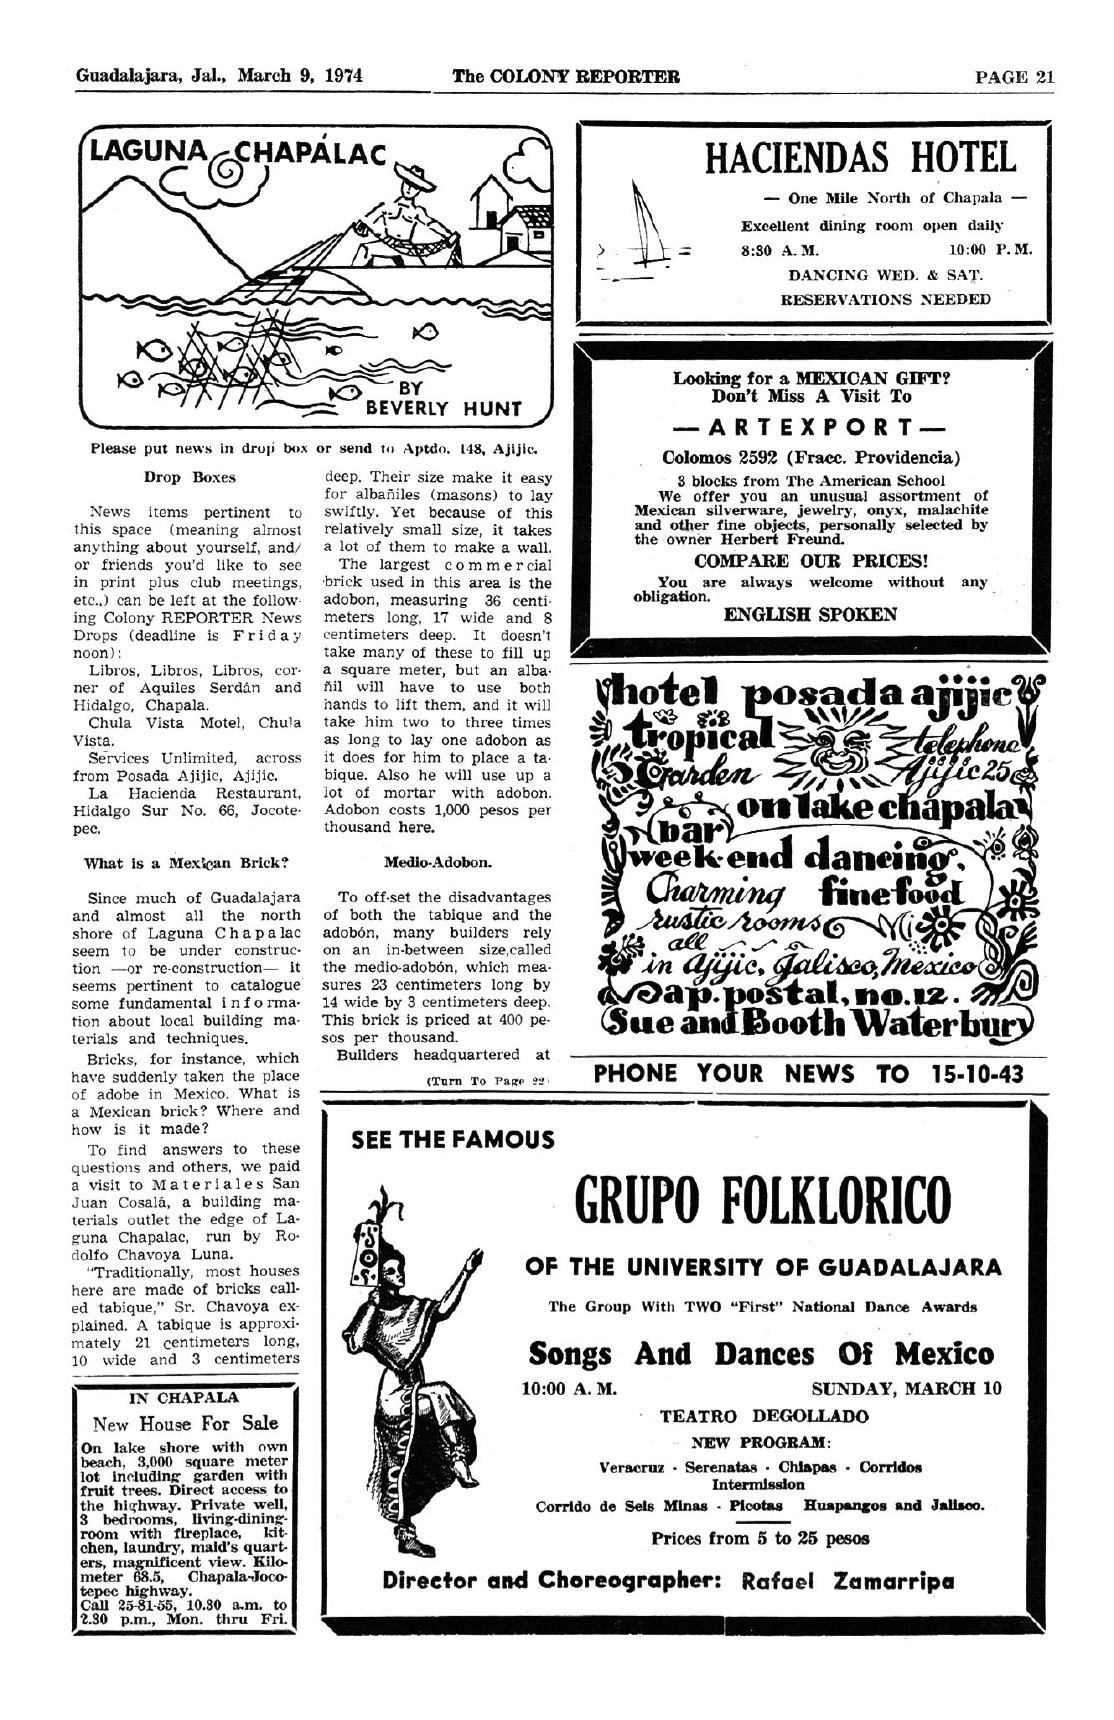 Guadalajara, Jal., March 9, 1974
The COLONY REPORTER
PAGE 21
LAGUNA CHAPÁLAC
BY
BEVERLY HUNT
Please put news in drop box or send to Aptdo. 148, Ajijic.
Drop Boxes
News items pertinent to
this space (meaning almost
anything about yourself, and/
or friends you'd like to see
in print plus club meetings,
etc.,) can be left at the follow-
ing Colony REPORTER News
Drops (deadline is Friday
noon):
Libros, Libros, Libros, cor-
ner of Aquiles Serdán and
Hidalgo, Chapala.
Chula Vista Motel, Chula
Vista.
Services Unlimited, across
from Posada Ajijic, Ajijic.
La Hacienda Restaurant,
Hidalgo Sur No. 66, Jocote-
pec.
What is a Mexican Brick?
Since much of Guadalajara
and almost all the north
shore of Laguna Chapalac
seem to be under construc-
tion —or re-construction— it
seems pertinent to catalogue
some fundamental informa-
tion about local building ma-
terials and techniques.
Bricks, for instance, which
have suddenly taken the place
of adobe in Mexico. What is
a Mexican brick? Where and
how is it made?
To find answers to these
questions and others, we paid
a visit to Materiales San
Juan Cosalá, a building ma-
terials outlet the edge of La-
guna Chapalac, run by Ro-
dolfo Chavoya Luna.
"Traditionally, most houses
here are made of bricks call-
ed tabique," Sr. Chavoya ex-
plained. A tabique is approxi-
mately 21 centimeters long,
10 wide and 3 centimeters
deep. Their size make it easy
for albañiles (masons) to lay
swiftly. Yet because of this
relatively small size, it takes
a lot of them to make a wall.
The largest commercial
brick used in this area is the
adobon, measuring 36 centi-
meters long, 17 wide and 8
centimeters deep. It doesn't
take many of these to fill up
a square meter, but an alba-
ñil will have to use both
hands to lift them, and it will
take him two to three times
as long to lay one adobon as
it does for him to place a ta-
bique. Also he will use up a
lot of mortar with adobon.
Adobon costs 1,000 pesos per
thousand here.
Medio-Adobon.
To off-set the disadvantages
of both the tabique and the
adobón, many builders rely
on an in-between size,called
the medio-adobón, which mea-
sures 23 centimeters long by
14 wide by 3 centimeters deep.
This brick is priced at 400 pe-
sos per thousand.
Builders headquartered at
(Turn To Page 22)
IN CHAPALA
New House For Sale
On lake shore with own
beach, 3,000 square meter
lot including garden with
fruit trees. Direct access to
the highway. Private well,
3 bedrooms, living-dining-
room with fireplace, kit-
chen, laundry, maid's quart-
ers, magnificent view. Kilo-
meter 68.5, Chapala-Joco-
tepec highway.
Call 25-81-55, 10.30 a.m. to
2.30 p.m., Mon. thru Fri.
HACIENDAS HOTEL
— One Mile North of Chapala —
Excellent dining room open daily
8:30 A.M. 10:00 P.M.
DANCING WED. & SAT.
RESERVATIONS NEEDED
Looking for a MEXICAN GIFT?
Don't Miss A Visit To
— ARTEXPORT —
Colomos 2592 (Fracc. Providencia)
3 blocks from The American School
We offer you an unusual assortment of
Mexican silverware, jewelry, onyx, malachite
and other fine objects, personally selected by
the owner Herbert Freund.
COMPARE OUR PRICES!
You are always welcome without any
obligation.
ENGLISH SPOKEN
hotel posada ajijic
tropical telephone
Garden Ajijic 25
on lake chapala
bar
week-end dancing,
Charming fine food
rustic rooms
all
in ajijic, Jalisco, Mexico
ap. postal, no. 12.
Sue and Booth Waterbury
PHONE YOUR NEWS TO 15-10-43
SEE THE FAMOUS
GRUPO FOLKLORICO
OF THE UNIVERSITY OF GUADALAJARA
The Group With TWO "First" National Dance Awards
Songs And Dances Of Mexico
10:00 A.M. SUNDAY, MARCH 10
TEATRO DEGOLLADO
NEW PROGRAM:
Veracruz - Serenatas - Chiapas - Corridos
Intermission
Corrido de Seis Minas - Picotas Huapangos and Jalisco.
Prices from 5 to 25 pesos
Director and Choreographer: Rafael Zamarripa